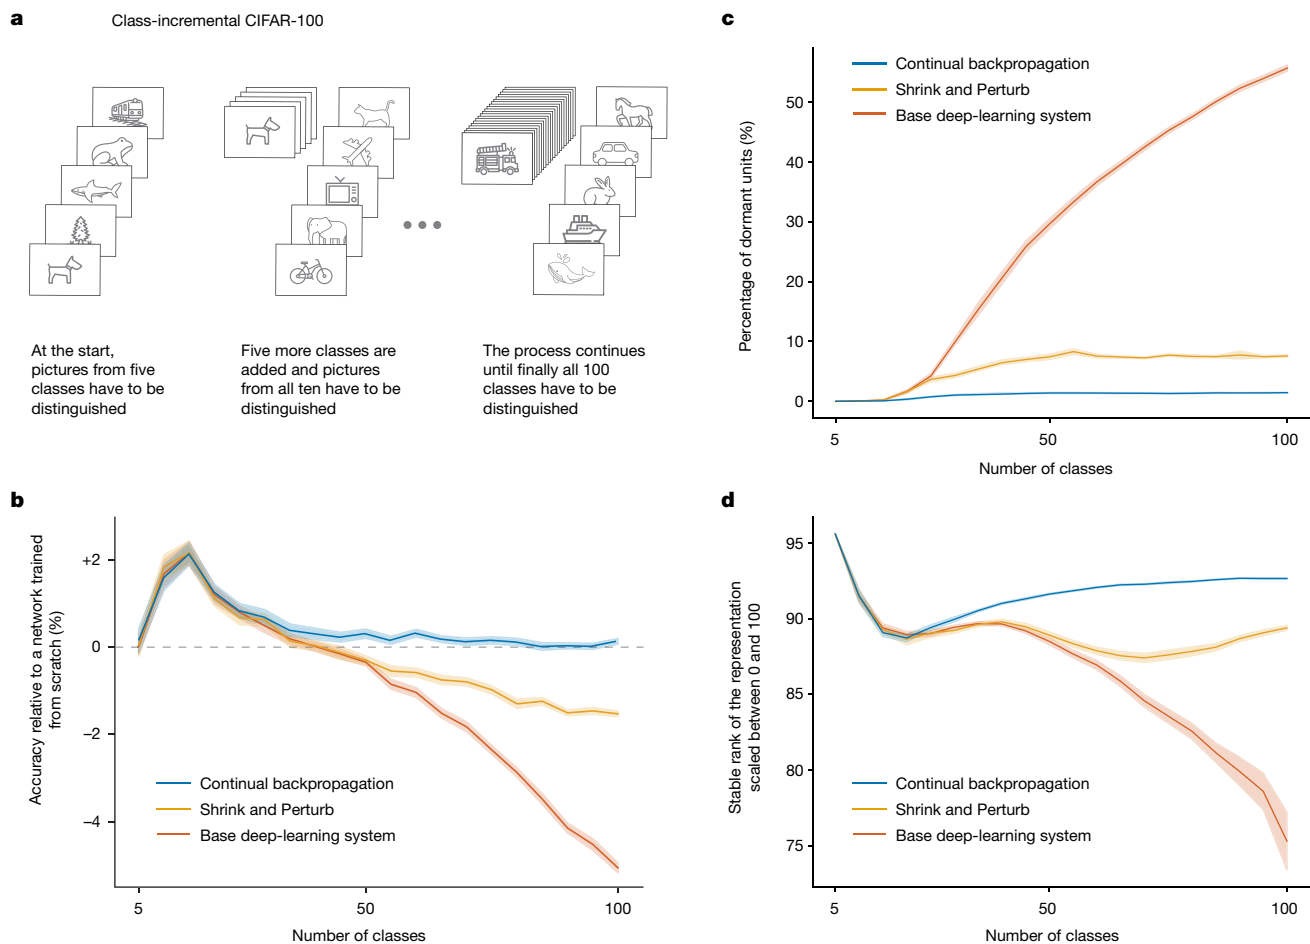 a
Class-incremental CIFAR-100
At the start,
pictures from five
classes have to be
distinguished
Five more classes are
added and pictures
from all ten have to be
distinguished
The process continues
until finally all 100
classes have to be
distinguished
b
Accuracy relative to a network trained
from scratch (%)
+2
0
−2
−4
Continual backpropagation
Shrink and Perturb
Base deep-learning system
5
50
100
Number of classes
c
Percentage of dormant units (%)
50
40
30
20
10
0
Continual backpropagation
Shrink and Perturb
Base deep-learning system
5
50
100
Number of classes
d
Stable rank of the representation
scaled between 0 and 100
95
90
85
80
75
Continual backpropagation
Shrink and Perturb
Base deep-learning system
5
50
100
Number of classes